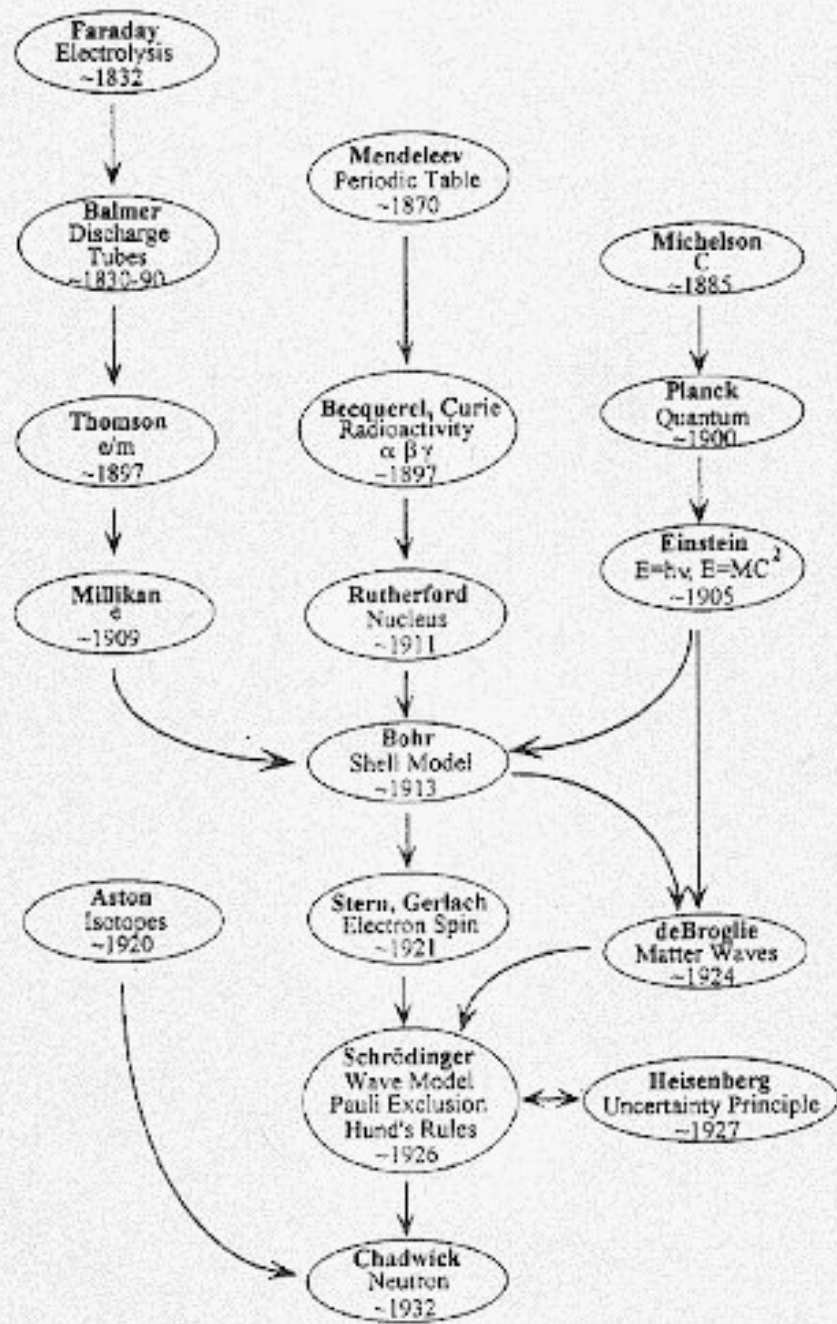 Faraday
Electrolysis
~1832
Mendeleev
Periodic Table
~1870
Balmer
Discharge
Tubes
~1830-90
Michelson
C
~1885
Thomson
e/m
~1897
Becquerel, Curie
Radioactivity
α β γ
~1897
Planck
Quantum
~1900
Einstein
E=hν, E=MC²
~1905
Millikan
e
~1909
Rutherford
Nucleus
~1911
Bohr
Shell Model
~1913
Aston
Isotopes
~1920
Stern, Gerlach
Electron Spin
~1921
deBroglie
Matter Waves
~1924
Schrödinger
Wave Model
Pauli Exclusion
Hund's Rules
~1926
Heisenberg
Uncertainty Principle
~1927
Chadwick
Neutron
~1932